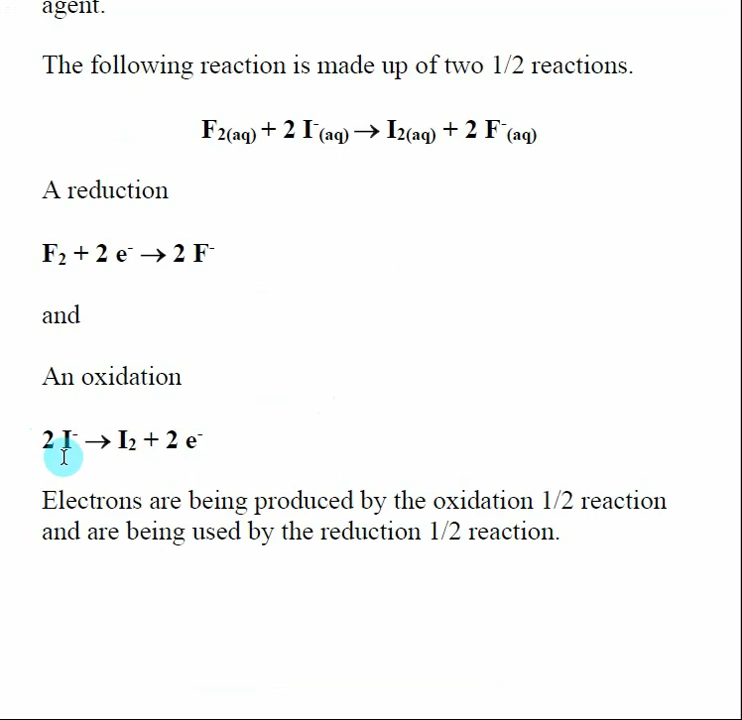 agent.
The following reaction is made up of two 1/2 reactions.
F₂(aq) + 2 I⁻(aq) → I₂(aq) + 2 F⁻(aq)
A reduction
F₂ + 2 e⁻ → 2 F⁻
and
An oxidation
2 I⁻ → I₂ + 2 e⁻
Electrons are being produced by the oxidation 1/2 reaction
and are being used by the reduction 1/2 reaction.